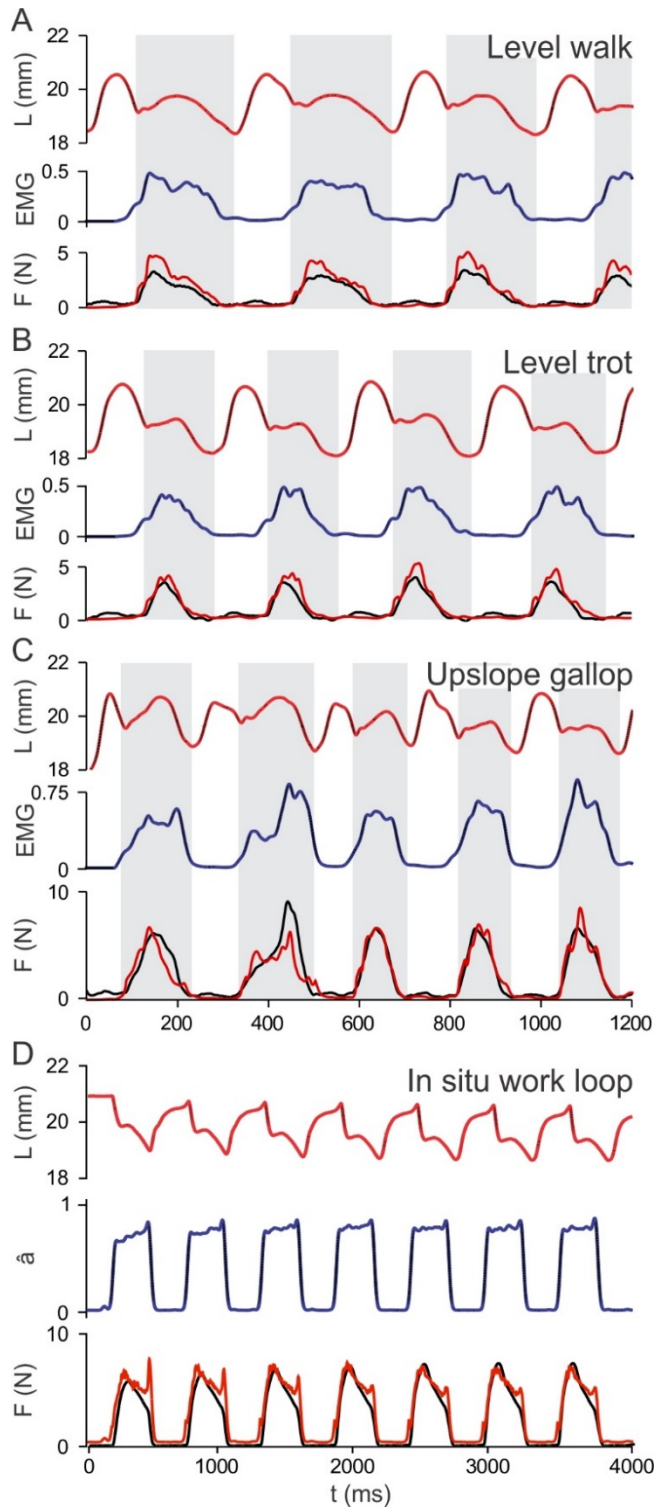 A
Level walk
22
L (mm)
20
18
0.5
EMG
0
5
F (N)
0
B
Level trot
22
L (mm)
20
18
0.5
EMG
0
5
F (N)
0
C
Upslope gallop
22
L (mm)
20
18
0.75
EMG
0
10
F (N)
0
0 200 400 600 800 1000 1200
D
In situ work loop
22
L (mm)
20
18
1
â
0
10
F (N)
0
0 1000 2000 3000 4000
t (ms)